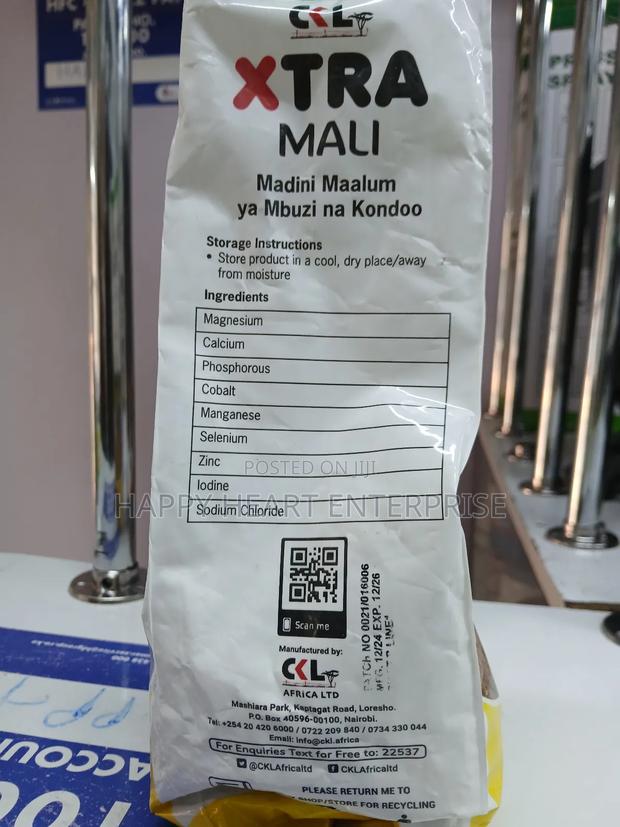 CKL
XTRA
MALI
Madini Maalum
ya Mbuzi na Kondoo
Storage Instructions
• Store product in a cool, dry place/away
from moisture
Ingredients
Magnesium
Calcium
Phosphorous
Cobalt
Manganese
Selenium
Zinc
POSTED ON JIJI
Iodine
HAPPY HEART ENTERPRISE
Sodium Chloride
Scan me
BATCH NO 0021/016006
MFG. 12/24 EXP. 12/26
Manufactured by:
CKL
AFRICA LTD
Mashiara Park, Kaptagat Road, Loresho.
P.O. Box 40596-00100, Nairobi.
Tel: +254 20 420 6000 / 0722 209 840 / 0734 330 044
Email: info@ckl.africa
For Enquiries Text for Free to: 22537
@CKLAfricaltd CKLAfricaltd
PLEASE RETURN ME TO
SHOP/STORE FOR RECYCLING
ACCOU